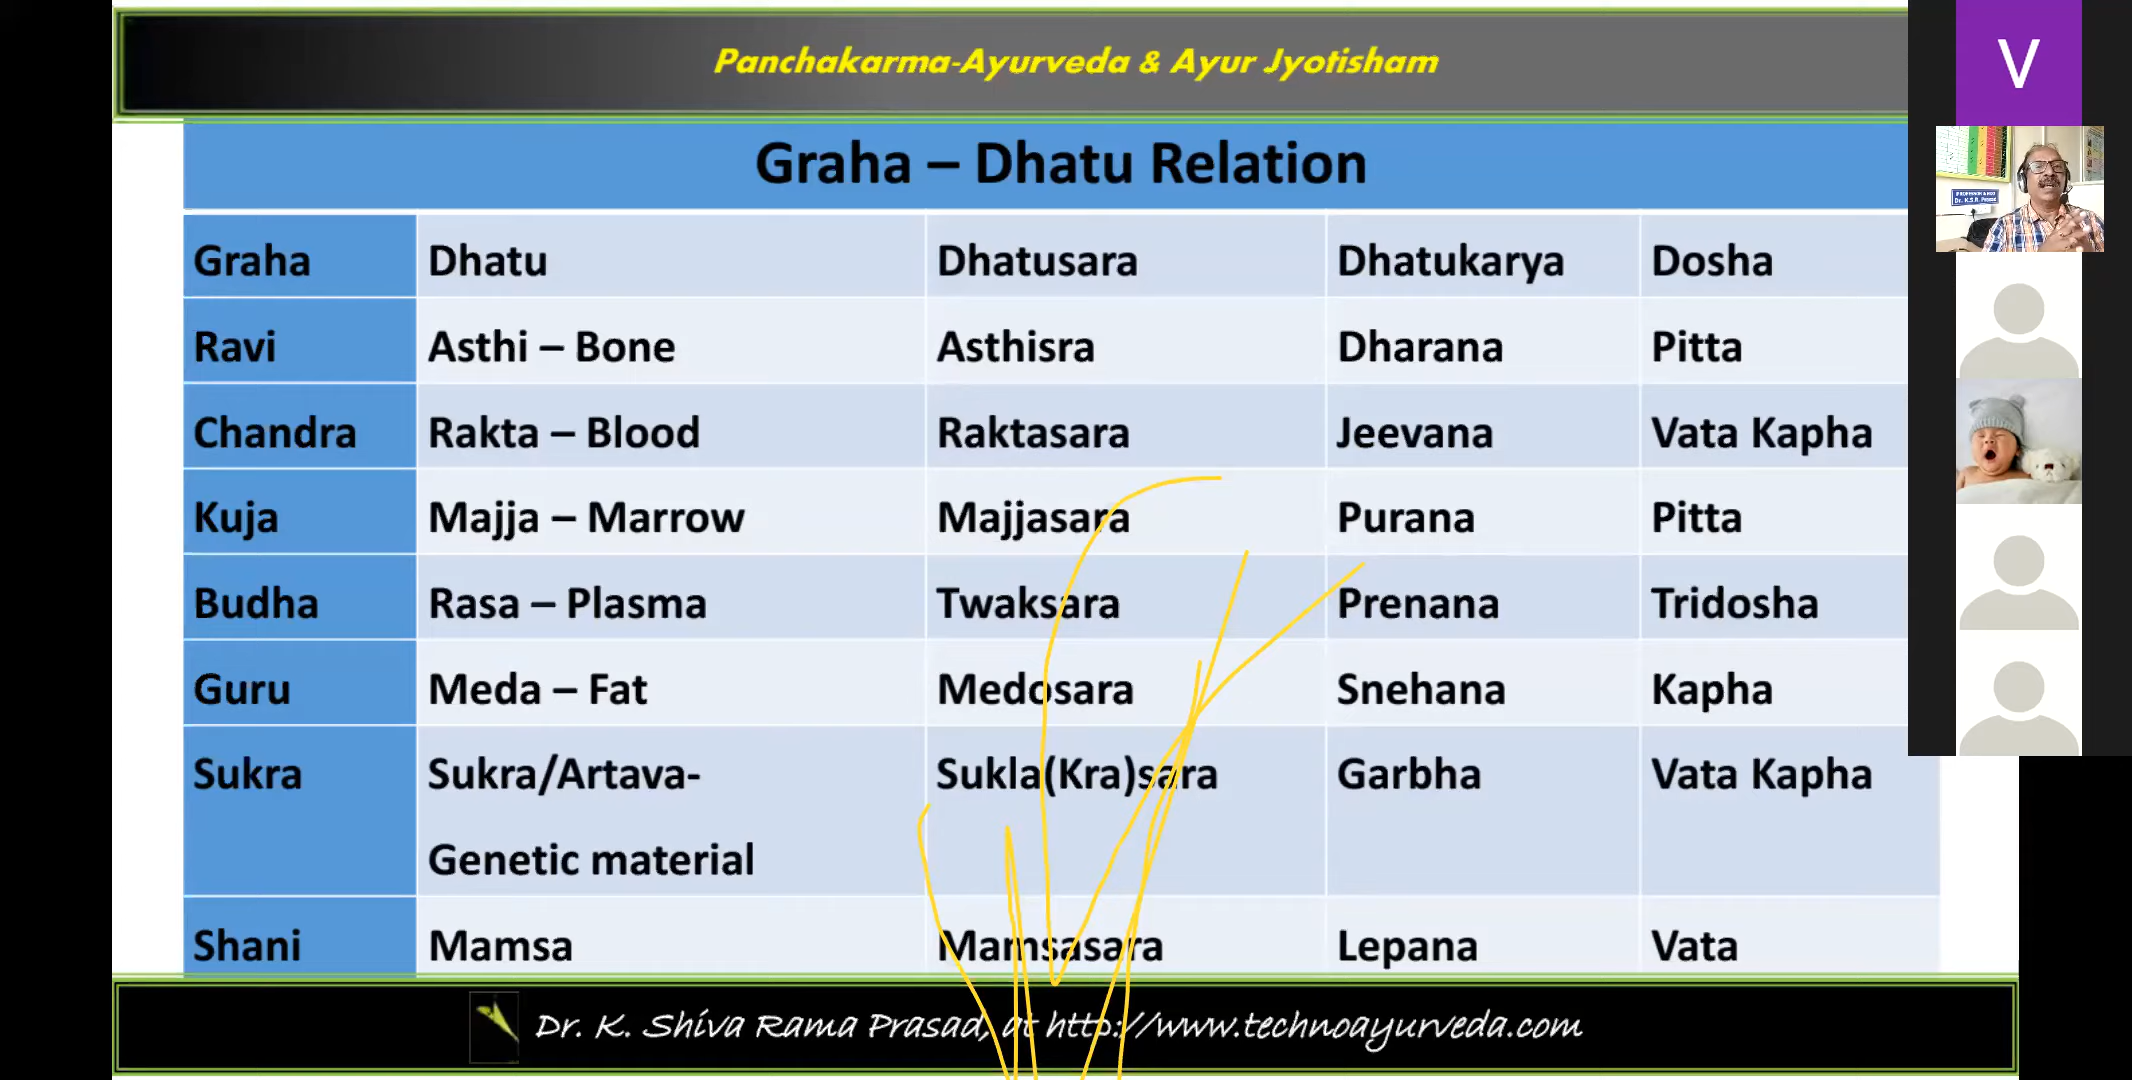 Panchakarma-Ayurveda & Ayur Jyotisham
Graha – Dhatu Relation
Graha Dhatu Dhatusara Dhatukarya Dosha
Ravi Asthi – Bone Asthisra Dharana Pitta
Chandra Rakta – Blood Raktasara Jeevana Vata Kapha
Kuja Majja – Marrow Majjasara Purana Pitta
Budha Rasa – Plasma Twaksara Prenana Tridosha
Guru Meda – Fat Medosara Snehana Kapha
Sukra Sukra/Artava- Sukla(Kra)sara Garbha Vata Kapha
Genetic material
Shani Mamsa Mamsasara Lepana Vata
Dr. K. Shiva Rama Prasad, at http://www.technoayurveda.com
V
Dr. K.S.R. Prasad